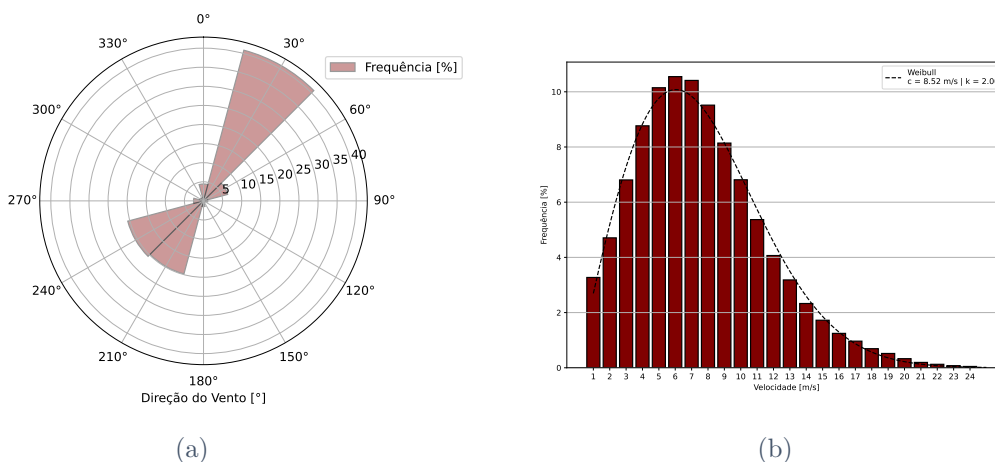 0°
330°
30°
Frequência [%]
300°
60°
5 10 15 20 25 30 35 40
270°
90°
240°
120°
210°
150°
180°
Direção do Vento [°]
(a)
Weibull
c = 8.52 m/s | k = 2.0
10
8
6
4
2
0
Frequência [%]
1 2 3 4 5 6 7 8 9 10 11 12 13 14 15 16 17 18 19 20 21 22 23 24
Velocidade [m/s]
(b)